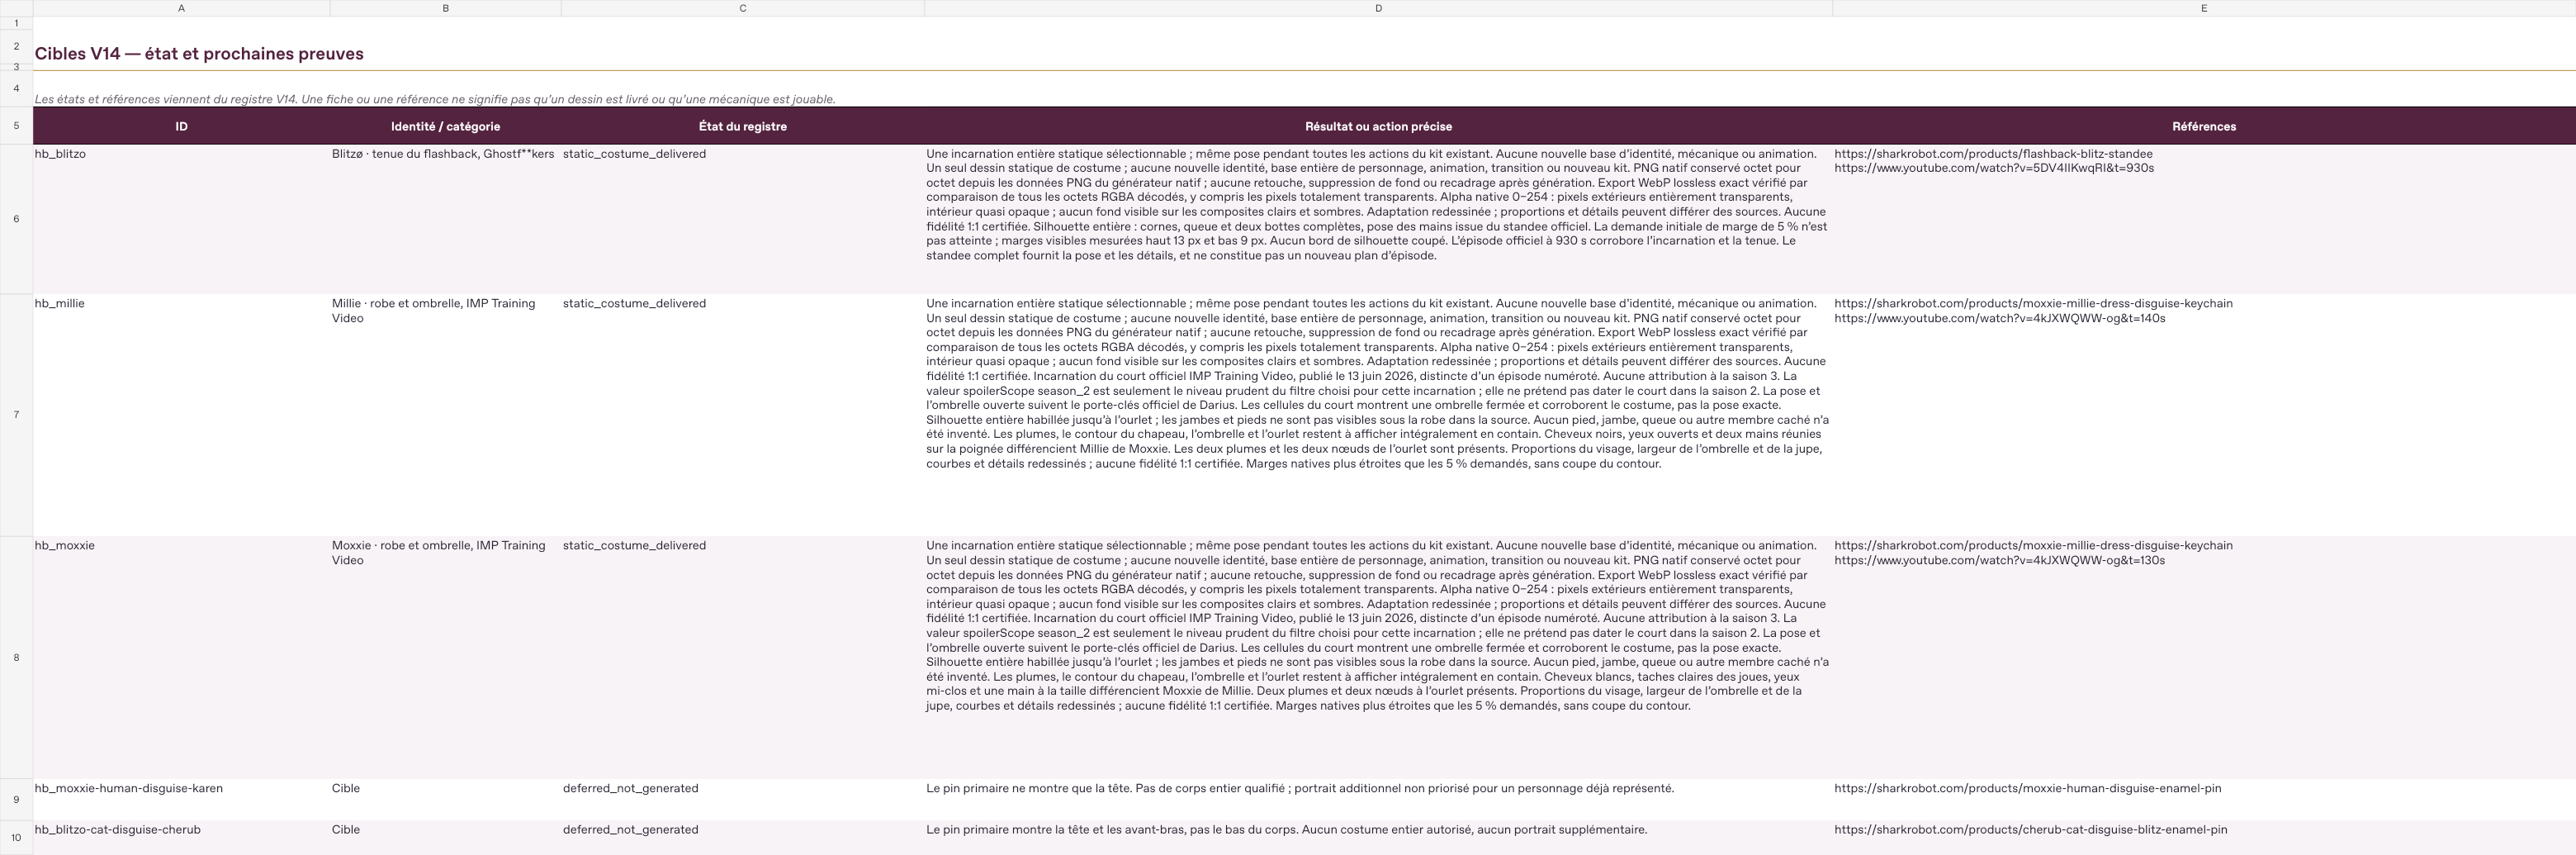 A B C D E
1
2 Cibles V14 — état et prochaines preuves
3
4 Les états et références viennent du registre V14. Une fiche ou une référence ne signifie pas qu’un dessin est livré ou qu’une mécanique est jouable.
5 ID Identité / catégorie État du registre Résultat ou action précise Références
6
hb_blitzo
Blitzø · tenue du flashback, Ghostf**kers
static_costume_delivered
Une incarnation entière statique sélectionnable ; même pose pendant toutes les actions du kit existant. Aucune nouvelle base d’identité, mécanique ou animation.
Un seul dessin statique de costume ; aucune nouvelle identité, base entière de personnage, animation, transition ou nouveau kit. PNG natif conservé octet pour
octet depuis les données PNG du générateur natif ; aucune retouche, suppression de fond ou recadrage après génération. Export WebP lossless exact vérifié par
comparaison de tous les octets RGBA décodés, y compris les pixels totalement transparents. Alpha native 0–254 : pixels extérieurs entièrement transparents,
intérieur quasi opaque ; aucun fond visible sur les composites clairs et sombres. Adaptation redessinée ; proportions et détails peuvent différer des sources. Aucune
fidélité 1:1 certifiée. Silhouette entière : cornes, queue et deux bottes complètes, pose des mains issue du standee officiel. La demande initiale de marge de 5 % n’est
pas atteinte ; marges visibles mesurées haut 13 px et bas 9 px. Aucun bord de silhouette coupé. L’épisode officiel à 930 s corrobore l’incarnation et la tenue. Le
standee complet fournit la pose et les détails, et ne constitue pas un nouveau plan d’épisode.
https://sharkrobot.com/products/flashback-blitz-standee
https://www.youtube.com/watch?v=5DV4IIKwqRI&t=930s
7
hb_millie
Millie · robe et ombrelle, IMP Training
Video
static_costume_delivered
Une incarnation entière statique sélectionnable ; même pose pendant toutes les actions du kit existant. Aucune nouvelle base d’identité, mécanique ou animation.
Un seul dessin statique de costume ; aucune nouvelle identité, base entière de personnage, animation, transition ou nouveau kit. PNG natif conservé octet pour
octet depuis les données PNG du générateur natif ; aucune retouche, suppression de fond ou recadrage après génération. Export WebP lossless exact vérifié par
comparaison de tous les octets RGBA décodés, y compris les pixels totalement transparents. Alpha native 0–254 : pixels extérieurs entièrement transparents,
intérieur quasi opaque ; aucun fond visible sur les composites clairs et sombres. Adaptation redessinée ; proportions et détails peuvent différer des sources. Aucune
fidélité 1:1 certifiée. Incarnation du court officiel IMP Training Video, publié le 13 juin 2026, distincte d’un épisode numéroté. Aucune attribution à la saison 3. La
valeur spoilerScope season_2 est seulement le niveau prudent du filtre choisi pour cette incarnation ; elle ne prétend pas dater le court dans la saison 2. La pose et
l’ombrelle ouverte suivent le porte-clés officiel de Darius. Les cellules du court montrent une ombrelle fermée et corroborent le costume, pas la pose exacte.
Silhouette entière habillée jusqu’à l’ourlet ; les jambes et pieds ne sont pas visibles sous la robe dans la source. Aucun pied, jambe, queue ou autre membre caché n’a
été inventé. Les plumes, le contour du chapeau, l’ombrelle et l’ourlet restent à afficher intégralement en contain. Cheveux noirs, yeux ouverts et deux mains réunies
sur la poignée différencient Millie de Moxxie. Les deux plumes et les deux nœuds de l’ourlet sont présents. Proportions du visage, largeur de l’ombrelle et de la jupe,
courbes et détails redessinés ; aucune fidélité 1:1 certifiée. Marges natives plus étroites que les 5 % demandés, sans coupe du contour.
https://sharkrobot.com/products/moxxie-millie-dress-disguise-keychain
https://www.youtube.com/watch?v=4kJXWQWW-og&t=140s
8
hb_moxxie
Moxxie · robe et ombrelle, IMP Training
Video
static_costume_delivered
Une incarnation entière statique sélectionnable ; même pose pendant toutes les actions du kit existant. Aucune nouvelle base d’identité, mécanique ou animation.
Un seul dessin statique de costume ; aucune nouvelle identité, base entière de personnage, animation, transition ou nouveau kit. PNG natif conservé octet pour
octet depuis les données PNG du générateur natif ; aucune retouche, suppression de fond ou recadrage après génération. Export WebP lossless exact vérifié par
comparaison de tous les octets RGBA décodés, y compris les pixels totalement transparents. Alpha native 0–254 : pixels extérieurs entièrement transparents,
intérieur quasi opaque ; aucun fond visible sur les composites clairs et sombres. Adaptation redessinée ; proportions et détails peuvent différer des sources. Aucune
fidélité 1:1 certifiée. Incarnation du court officiel IMP Training Video, publié le 13 juin 2026, distincte d’un épisode numéroté. Aucune attribution à la saison 3. La
valeur spoilerScope season_2 est seulement le niveau prudent du filtre choisi pour cette incarnation ; elle ne prétend pas dater le court dans la saison 2. La pose et
l’ombrelle ouverte suivent le porte-clés officiel de Darius. Les cellules du court montrent une ombrelle fermée et corroborent le costume, pas la pose exacte.
Silhouette entière habillée jusqu’à l’ourlet ; les jambes et pieds ne sont pas visibles sous la robe dans la source. Aucun pied, jambe, queue ou autre membre caché n’a
été inventé. Les plumes, le contour du chapeau, l’ombrelle et l’ourlet restent à afficher intégralement en contain. Cheveux blancs, taches claires des joues, yeux
mi-clos et une main à la taille différencient Moxxie de Millie. Deux plumes et deux nœuds à l’ourlet présents. Proportions du visage, largeur de l’ombrelle et de la
jupe, courbes et détails redessinés ; aucune fidélité 1:1 certifiée. Marges natives plus étroites que les 5 % demandés, sans coupe du contour.
https://sharkrobot.com/products/moxxie-millie-dress-disguise-keychain
https://www.youtube.com/watch?v=4kJXWQWW-og&t=130s
9 hb_moxxie-human-disguise-karen Cible deferred_not_generated Le pin primaire ne montre que la tête. Pas de corps entier qualifié ; portrait additionnel non priorisé pour un personnage déjà représenté. https://sharkrobot.com/products/moxxie-human-disguise-enamel-pin
10 hb_blitzo-cat-disguise-cherub Cible deferred_not_generated Le pin primaire montre la tête et les avant-bras, pas le bas du corps. Aucun costume entier autorisé, aucun portrait supplémentaire. https://sharkrobot.com/products/cherub-cat-disguise-blitz-enamel-pin